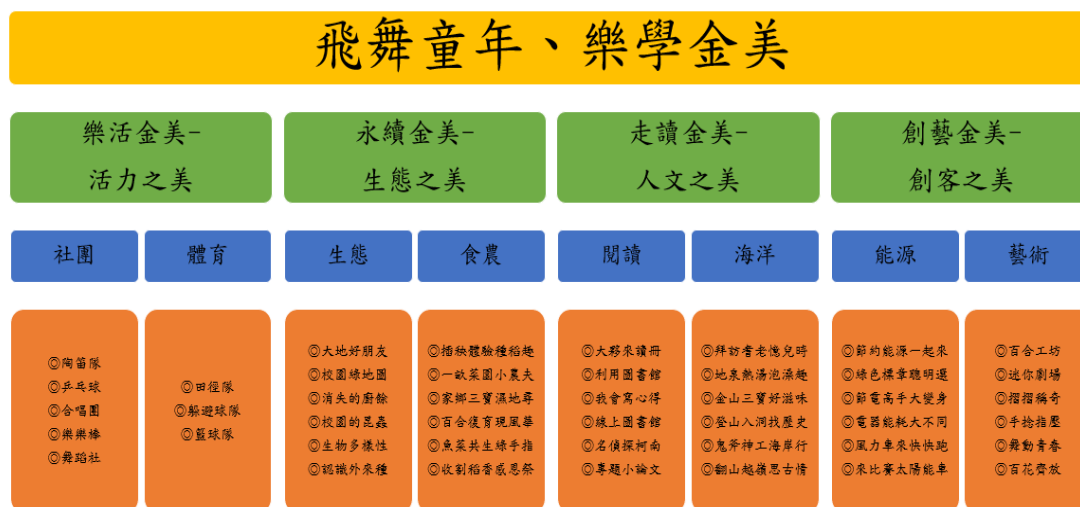 飛舞童年、樂學金美
樂活金美-
活力之美
永續金美-
生態之美
走讀金美-
人文之美
創藝金美-
創客之美
社團
體育
生態
食農
閱讀
海洋
能源
藝術
◎陶笛隊
◎乒乓球
◎合唱團
◎樂樂棒
◎舞蹈社
◎田徑隊
◎躲避球隊
◎籃球隊
◎大地好朋友
◎校園綠地圖
◎消失的廚餘
◎校園的昆蟲
◎生物多樣性
◎認識外來種
◎插秧體驗種稻趣
◎一畝菜園小農夫
◎家鄉三寶濕地尋
◎百合復育現風華
◎魚菜共生綠手指
◎收割稻香感恩祭
◎大夥來讀冊
◎利用圖書館
◎我會寫心得
◎線上圖書館
◎名偵探柯南
◎專題小論文
◎拜訪耆老憶兒時
◎地泉熱湯泡澡趣
◎金山三寶好滋味
◎登山入洞找歷史
◎鬼斧神工海岸行
◎翻山越嶺思古情
◎節約能源一起來
◎綠色標章聰明選
◎節電高手大變身
◎電器能耗大不同
◎風力車來快快跑
◎來比賽太陽能車
◎百合工坊
◎迷你劇場
◎摺摺稱奇
◎手捻指壓
◎舞動青春
◎百花齊放